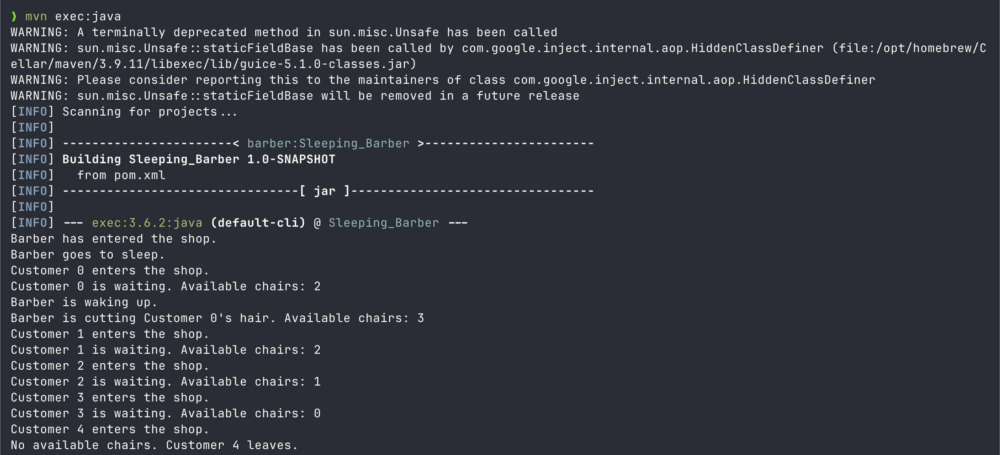 ❯ mvn exec:java
WARNING: A terminally deprecated method in sun.misc.Unsafe has been called
WARNING: sun.misc.Unsafe::staticFieldBase has been called by com.google.inject.internal.aop.HiddenClassDefiner (file:/opt/homebrew/C
ellar/maven/3.9.11/libexec/lib/guice-5.1.0-classes.jar)
WARNING: Please consider reporting this to the maintainers of class com.google.inject.internal.aop.HiddenClassDefiner
WARNING: sun.misc.Unsafe::staticFieldBase will be removed in a future release
[INFO] Scanning for projects...
[INFO]
[INFO] -----------------------< barber:Sleeping_Barber >-----------------------
[INFO] Building Sleeping_Barber 1.0-SNAPSHOT
[INFO]   from pom.xml
[INFO] --------------------------------[ jar ]---------------------------------
[INFO]
[INFO] --- exec:3.6.2:java (default-cli) @ Sleeping_Barber ---
Barber has entered the shop.
Barber goes to sleep.
Customer 0 enters the shop.
Customer 0 is waiting. Available chairs: 2
Barber is waking up.
Barber is cutting Customer 0's hair. Available chairs: 3
Customer 1 enters the shop.
Customer 1 is waiting. Available chairs: 2
Customer 2 enters the shop.
Customer 2 is waiting. Available chairs: 1
Customer 3 enters the shop.
Customer 3 is waiting. Available chairs: 0
Customer 4 enters the shop.
No available chairs. Customer 4 leaves.